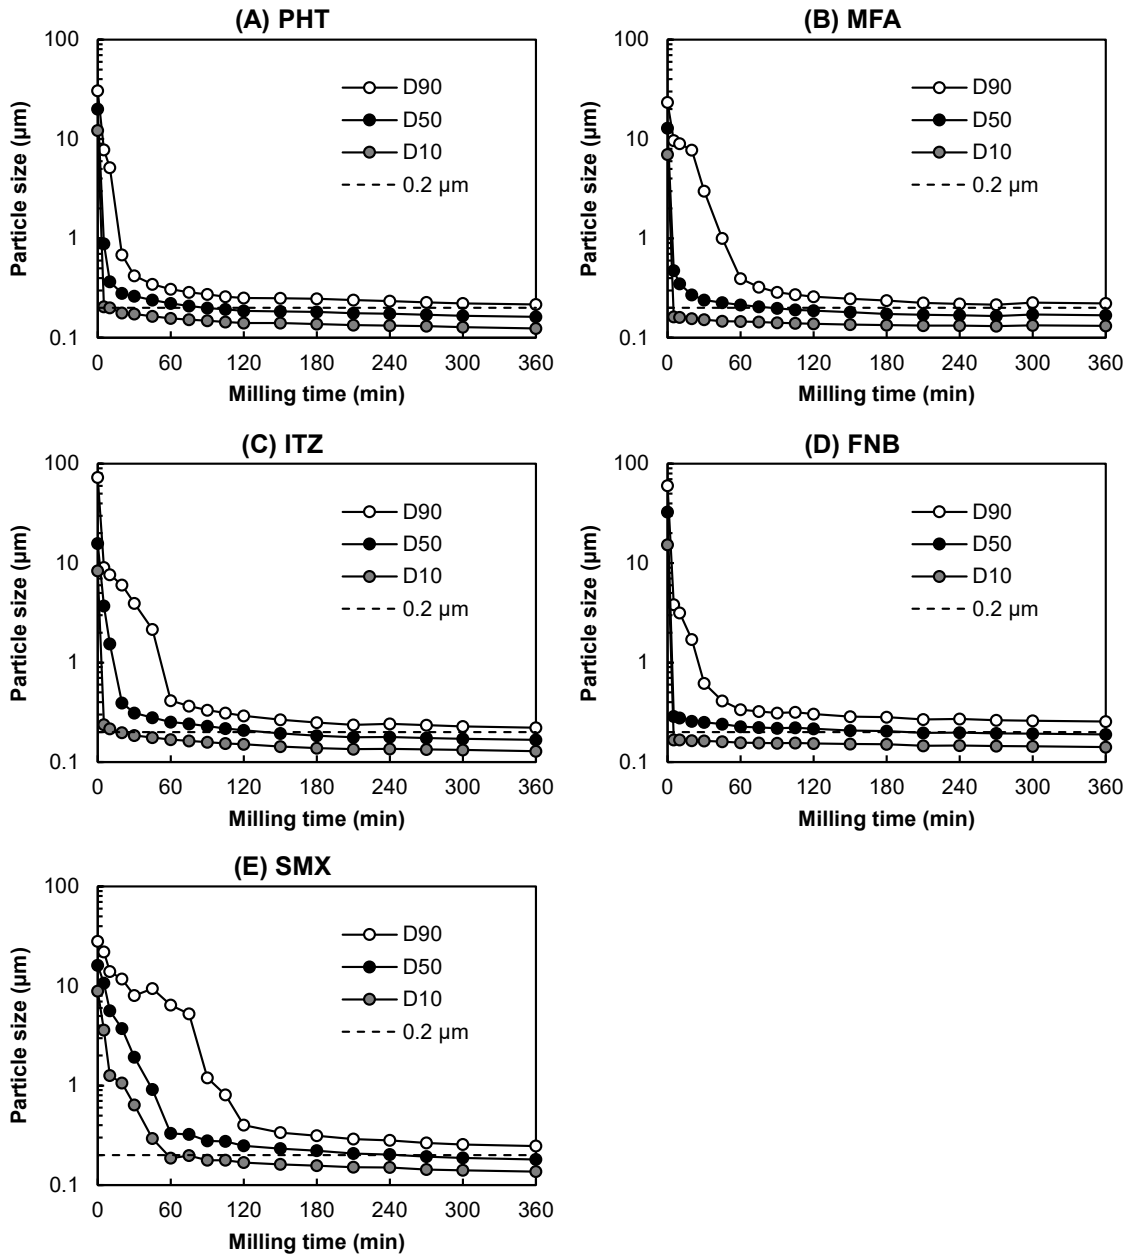 (A) PHT
100
10
1
0.1
Particle size (µm)
D90
D50
D10
0.2 µm
0 60 120 180 240 300 360
Milling time (min)
(B) MFA
100
10
1
0.1
Particle size (µm)
D90
D50
D10
0.2 µm
0 60 120 180 240 300 360
Milling time (min)
(C) ITZ
100
10
1
0.1
Particle size (µm)
D90
D50
D10
0.2 µm
0 60 120 180 240 300 360
Milling time (min)
(D) FNB
100
10
1
0.1
Particle size (µm)
D90
D50
D10
0.2 µm
0 60 120 180 240 300 360
Milling time (min)
(E) SMX
100
10
1
0.1
Particle size (µm)
D90
D50
D10
0.2 µm
0 60 120 180 240 300 360
Milling time (min)